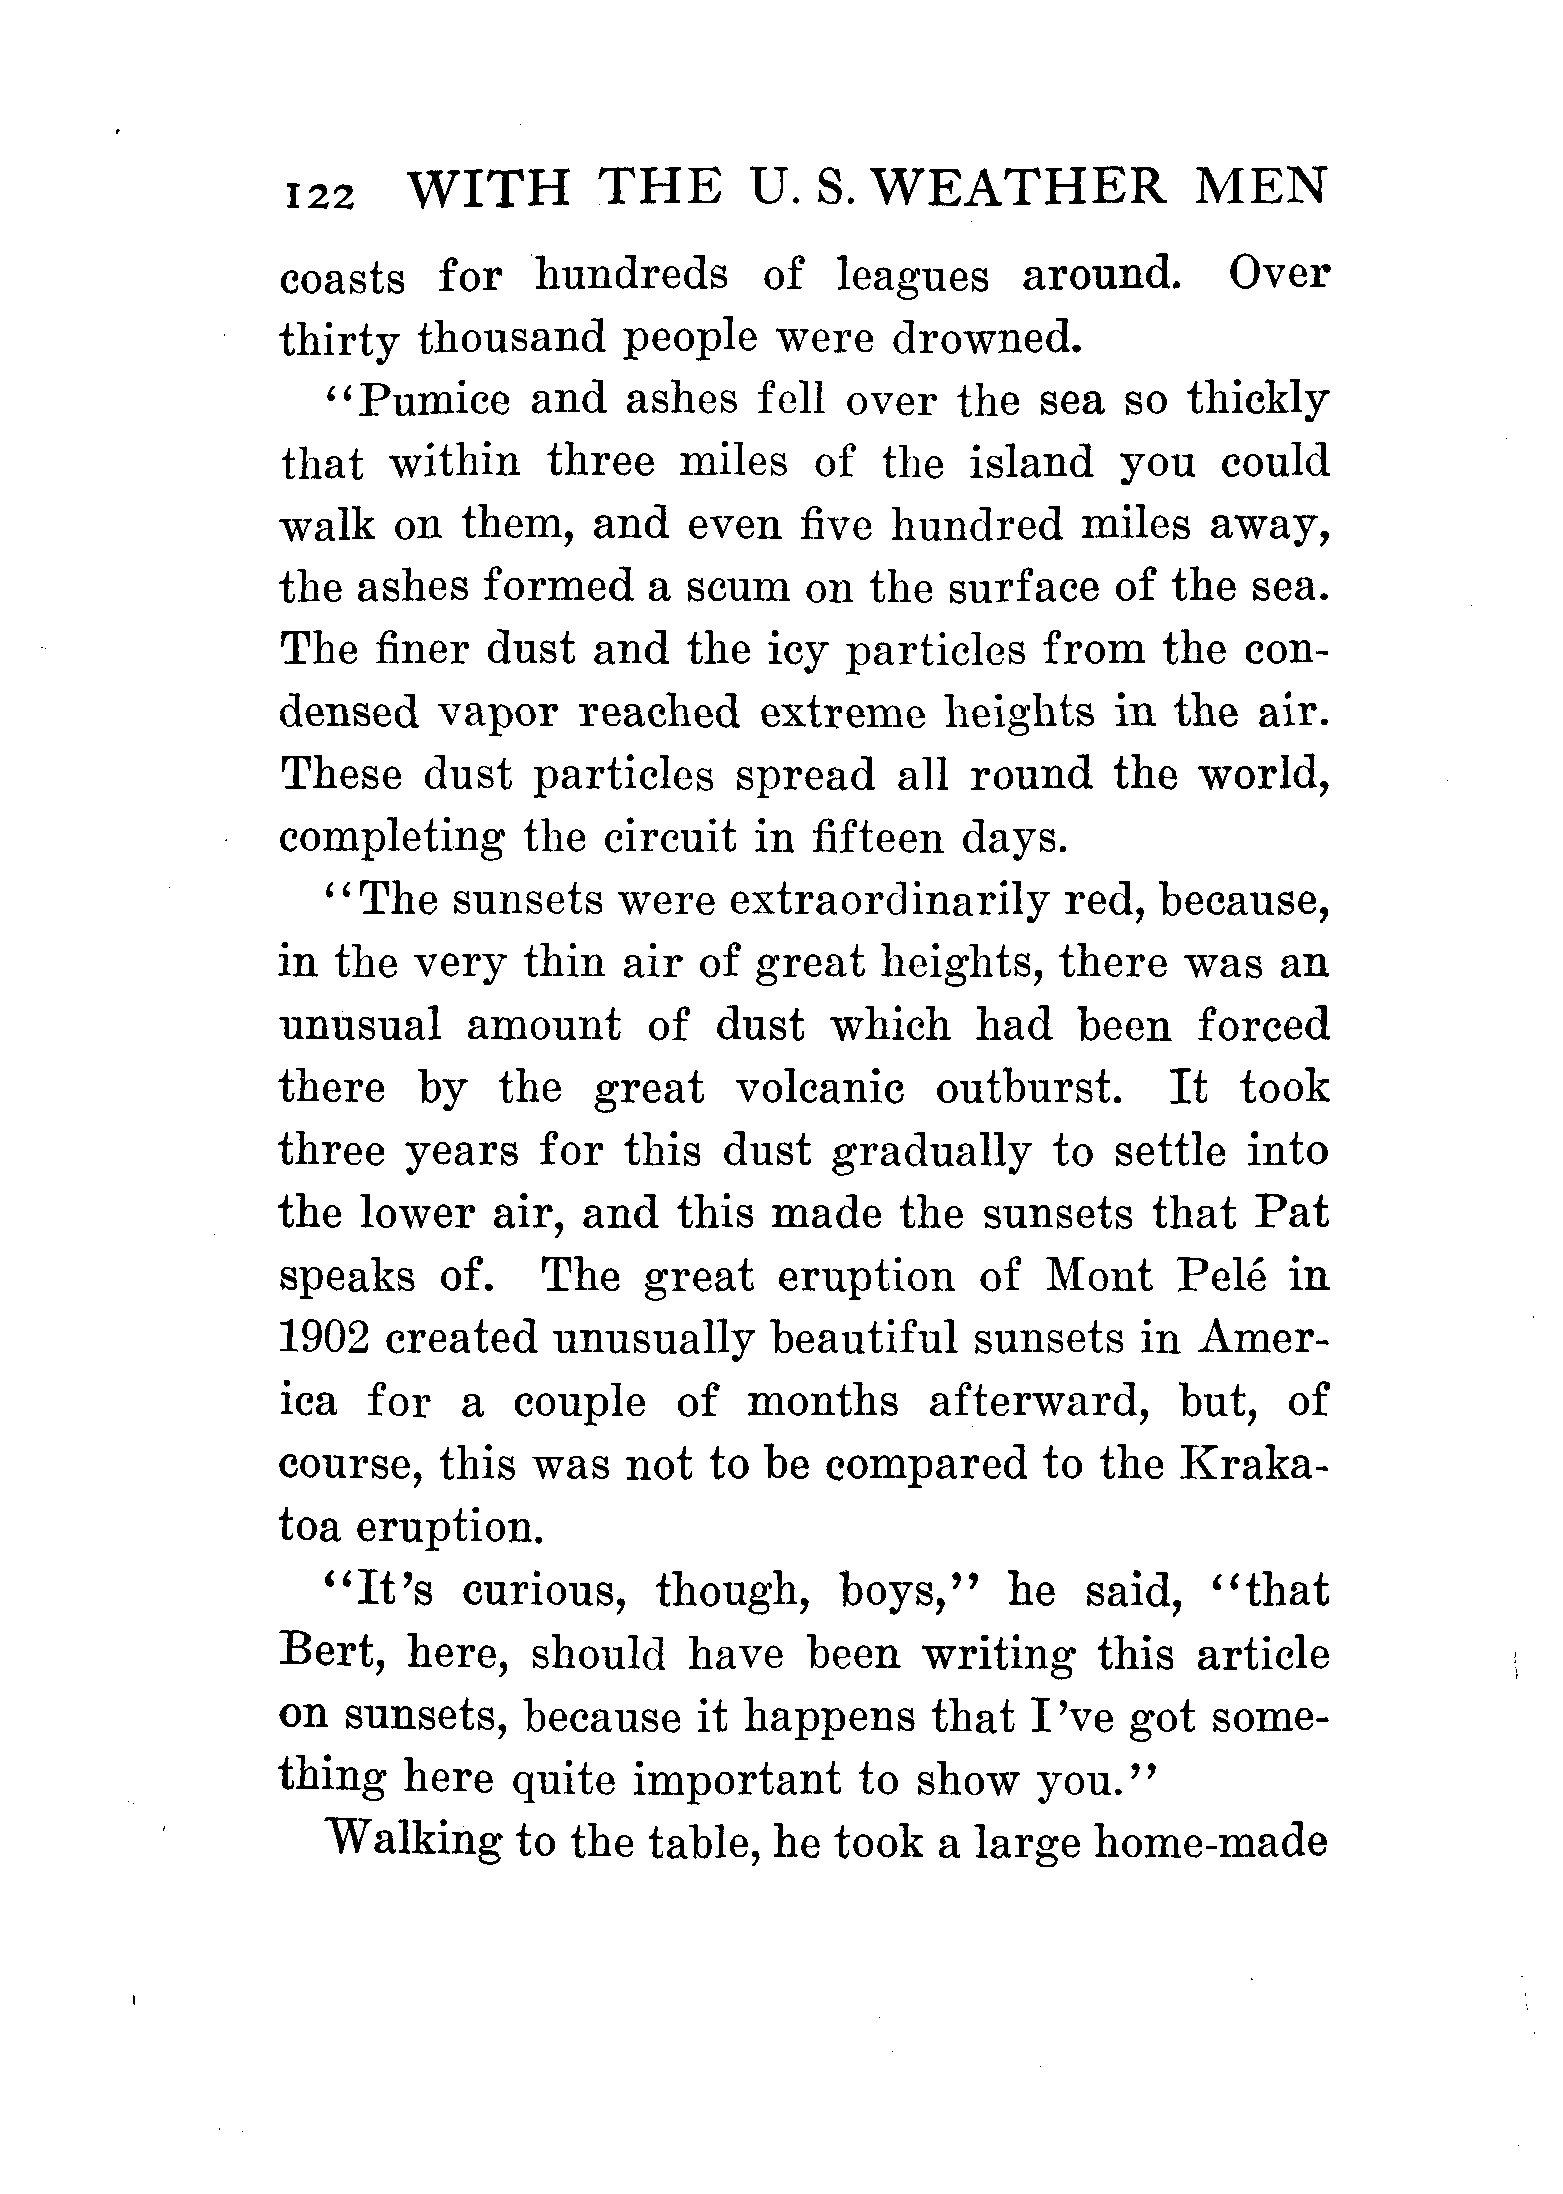 122 WITH THE U. S. WEATHER MEN
coasts for hundreds of leagues around. Over
thirty thousand people were drowned.
"Pumice and ashes fell over the sea so thickly
that within three miles of the island you could
walk on them, and even five hundred miles away,
the ashes formed a scum on the surface of the sea.
The finer dust and the icy particles from the con-
densed vapor reached extreme heights in the air.
These dust particles spread all round the world,
completing the circuit in fifteen days.
"The sunsets were extraordinarily red, because,
in the very thin air of great heights, there was an
unusual amount of dust which had been forced
there by the great volcanic outburst. It took
three years for this dust gradually to settle into
the lower air, and this made the sunsets that Pat
speaks of. The great eruption of Mont Pelé in
1902 created unusually beautiful sunsets in Amer-
ica for a couple of months afterward, but, of
course, this was not to be compared to the Kraka-
toa eruption.
"It's curious, though, boys," he said, "that
Bert, here, should have been writing this article
on sunsets, because it happens that I've got some-
thing here quite important to show you."
Walking to the table, he took a large home-made